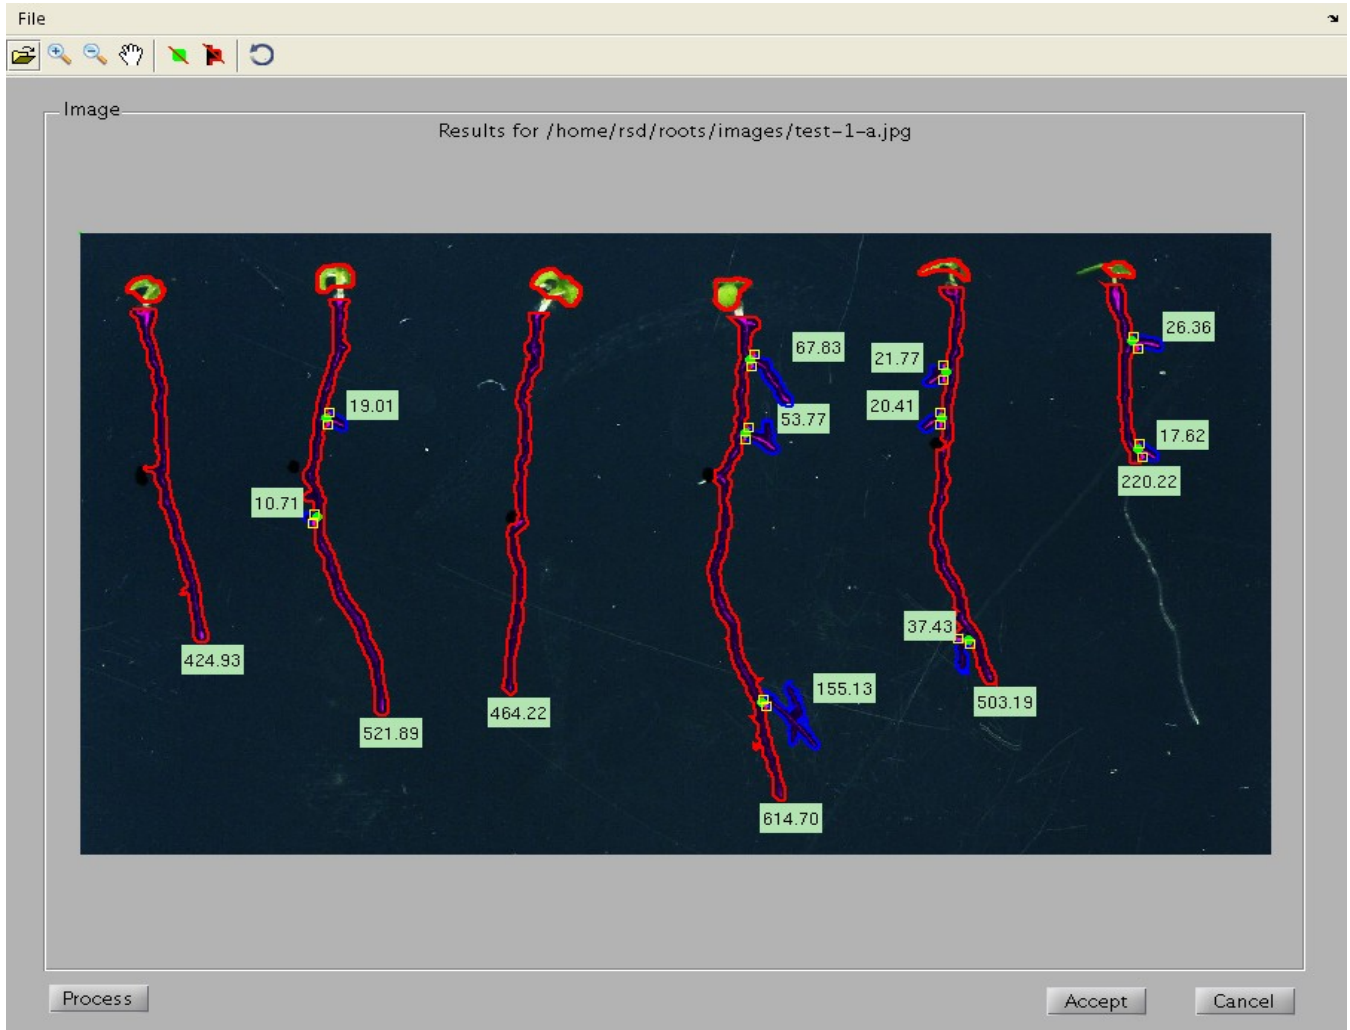 File
Image
Results for /home/rsd/roots/images/test-1-a.jpg
26.36
67.83
21.77
19.01
20.41
53.77
17.62
220.22
10.71
37.43
424.93
155.13
503.19
464.22
521.89
614.70
Process
Accept
Cancel